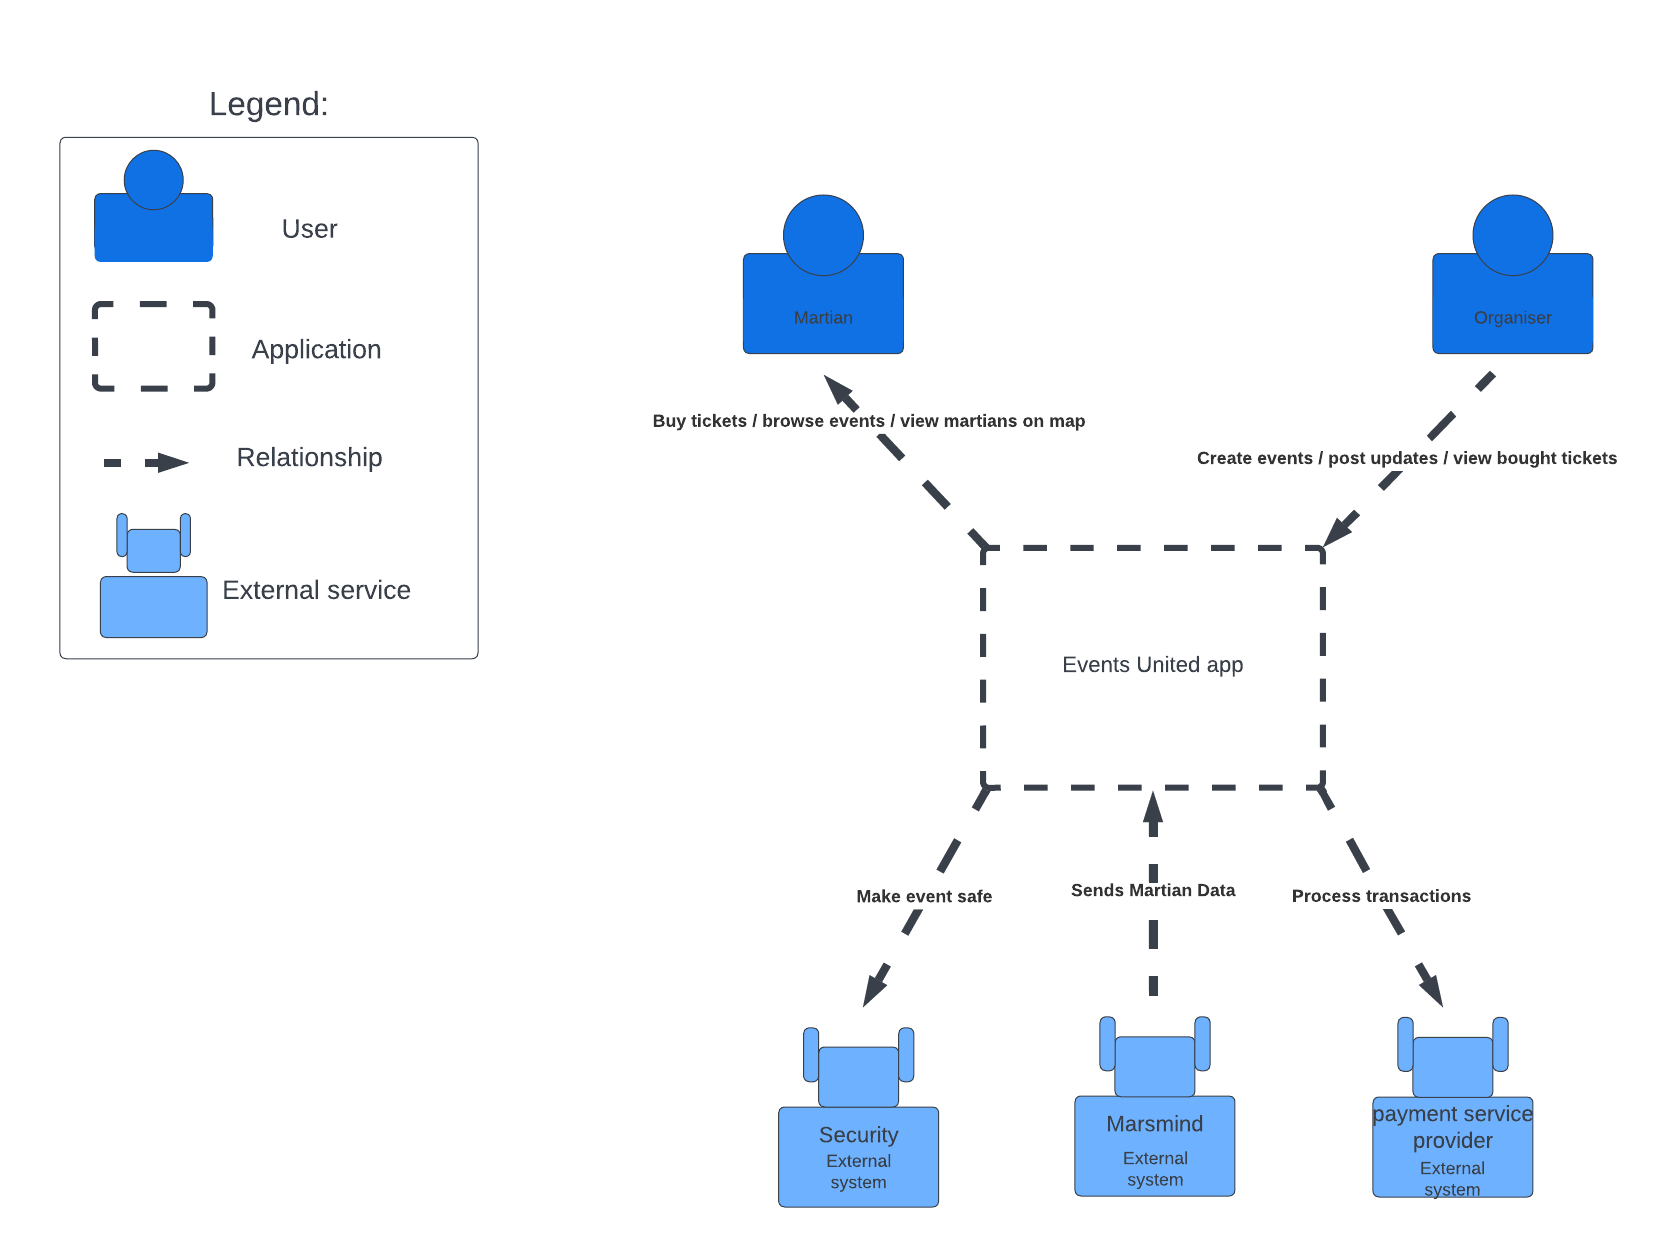 Legend:
User
Application
Relationship
External service
Martian
Organiser
Buy tickets / browse events / view martians on map
Create events / post updates / view bought tickets
Events United app
Make event safe
Sends Martian Data
Process transactions
Security
External
system
Marsmind
External
system
payment service
provider
External
system